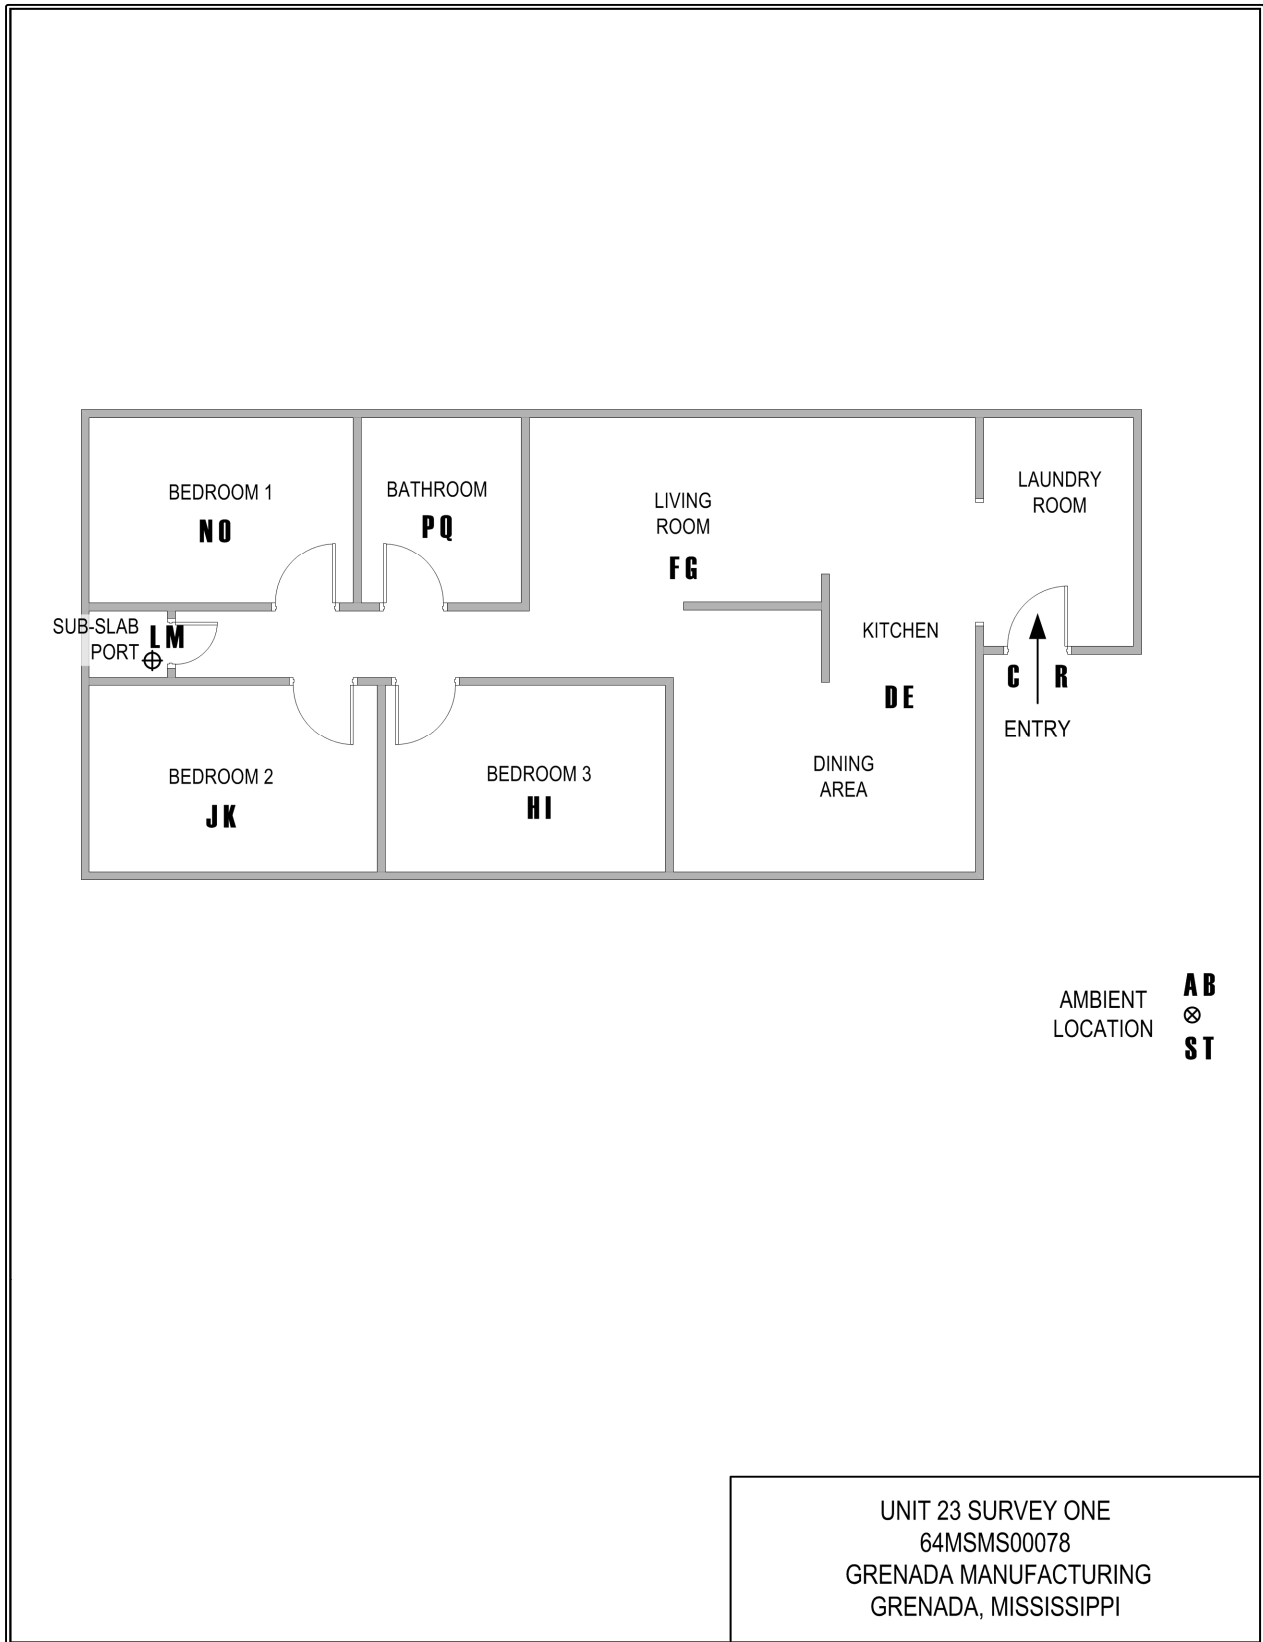 BEDROOM 1
N O
BATHROOM
P Q
LIVING
ROOM
F G
LAUNDRY
ROOM
SUB-SLAB
PORT
L M
KITCHEN
D E
C R
ENTRY
BEDROOM 2
J K
BEDROOM 3
H I
DINING
AREA
AMBIENT
LOCATION
A B
S T
UNIT 23 SURVEY ONE
64MSMS00078
GRENADA MANUFACTURING
GRENADA, MISSISSIPPI